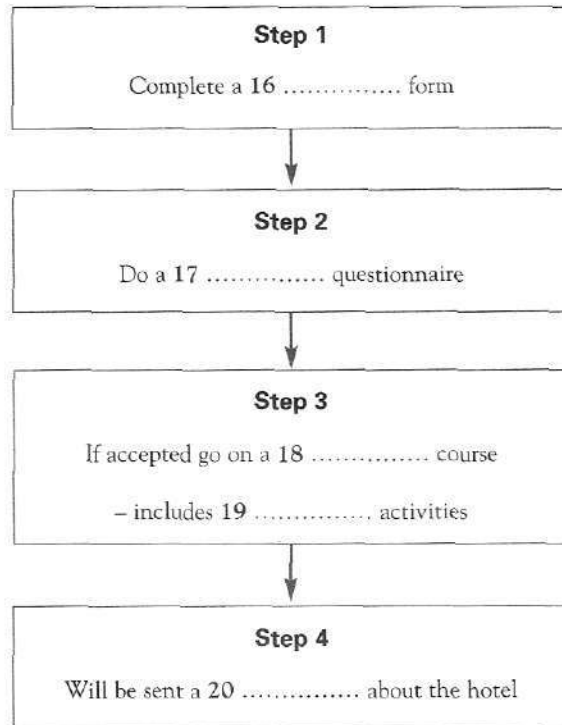 Step 1
Complete a 16 ............... form
Step 2
Do a 17 .............. questionnaire
Step 3
If accepted go on a 18 ............... course
– includes 19 ............... activities
Step 4
Will be sent a 20 ............... about the hotel